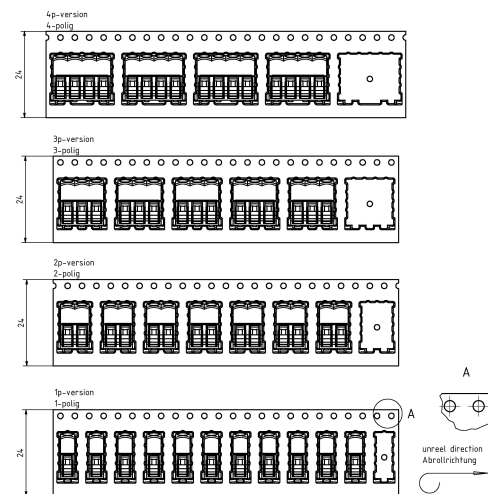 4p-version
4-polig
24
3p-version
3-polig
24
2p-version
2-polig
24
1p-version
1-polig
24
A
A
unreel direction
Abrollrichtung